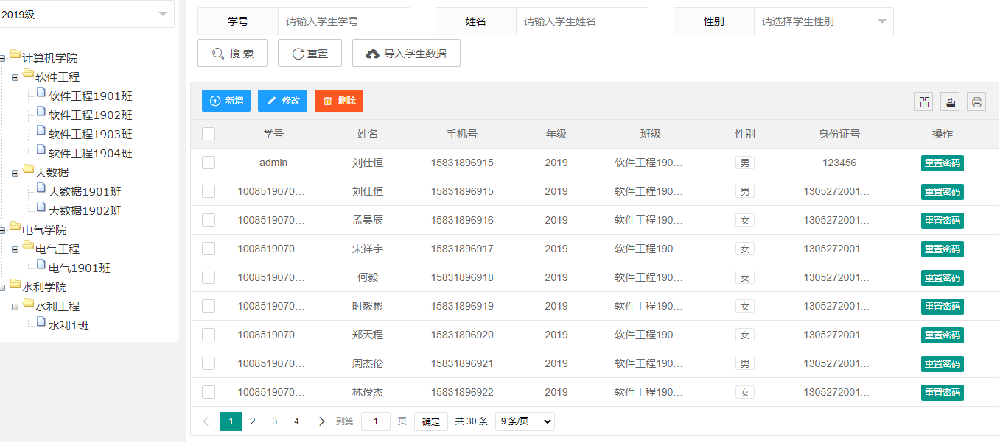 2019级
计算机学院
软件工程
软件工程1901班
软件工程1902班
软件工程1903班
软件工程1904班
大数据
大数据1901班
大数据1902班
电气学院
电气工程
电气1901班
水利学院
水利工程
水利1班
学号 请输入学生学号 姓名 请输入学生姓名 性别 请选择学生性别
搜 索 重置 导入学生数据
新增 修改 删除
学号 姓名 手机号 年级 班级 性别 身份证号 操作
admin 刘仕恒 15831896915 2019 软件工程190... 男 123456 重置密码
1008519070... 刘仕恒 15831896915 2019 软件工程190... 男 1305272001... 重置密码
1008519070... 孟昊辰 15831896916 2019 软件工程190... 女 1305272001... 重置密码
1008519070... 宋祥宇 15831896917 2019 软件工程190... 女 1305272001... 重置密码
1008519070... 何毅 15831896918 2019 软件工程190... 女 1305272001... 重置密码
1008519070... 时毅彬 15831896919 2019 软件工程190... 女 1305272001... 重置密码
1008519070... 郑天程 15831896920 2019 软件工程190... 女 1305272001... 重置密码
1008519070... 周杰伦 15831896921 2019 软件工程190... 男 1305272001... 重置密码
1008519070... 林俊杰 15831896922 2019 软件工程190... 女 1305272001... 重置密码
1 2 3 4 到第 1 页 确定 共 30 条 9 条/页